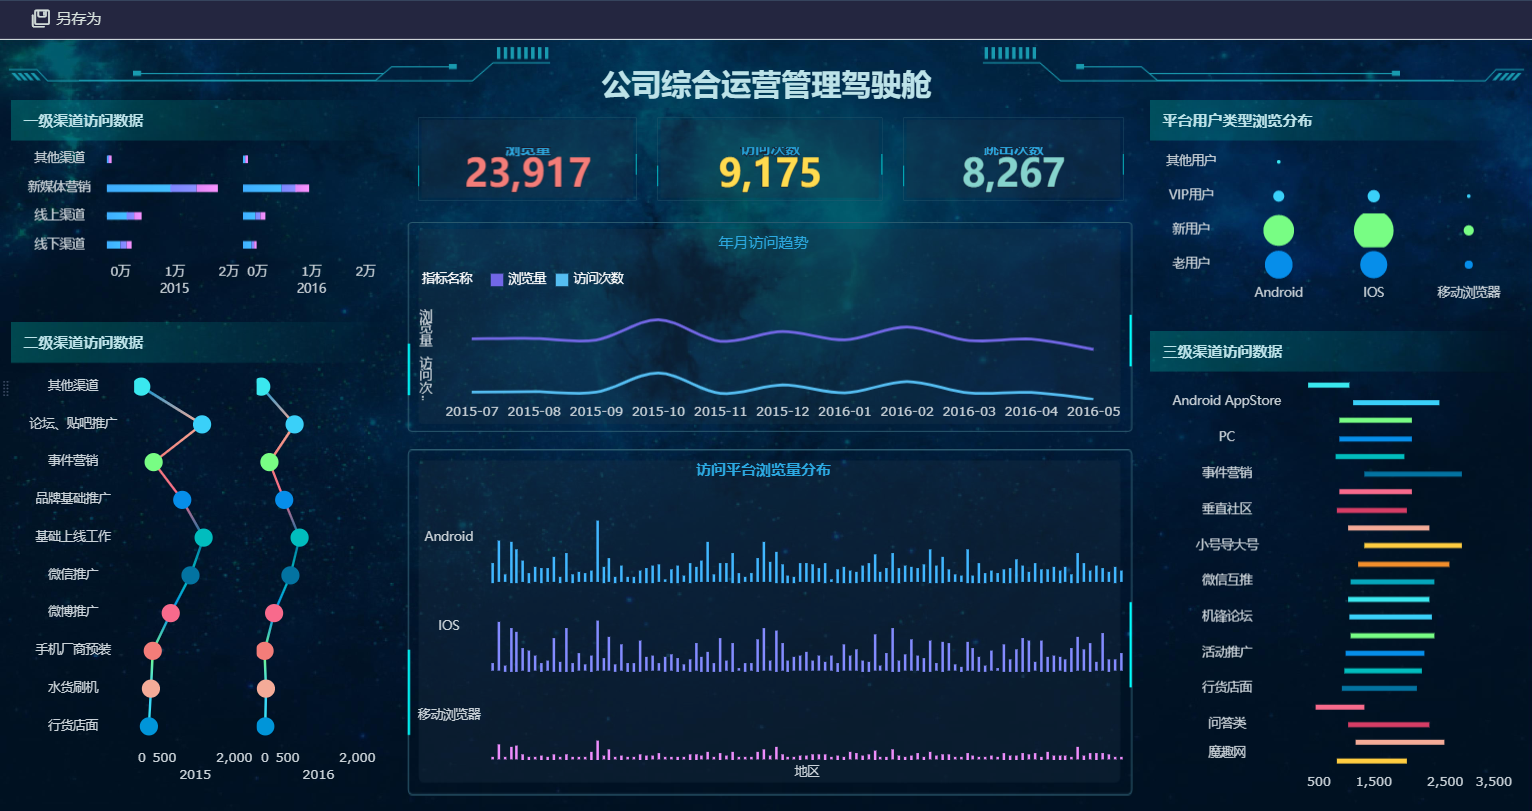 另存为
公司综合运营管理驾驶舱
一级渠道访问数据
其他渠道
新媒体营销
线上渠道
线下渠道
0万 1万 2万 0万 1万 2万
2015 2016
二级渠道访问数据
其他渠道
论坛、贴吧推广
事件营销
品牌基础推广
基础上线工作
微信推广
微博推广
手机厂商预装
水货刷机
行货店面
0 500 2,000 0 500 2,000
2015 2016
浏览量
23,917
访问次数
9,175
跳出次数
8,267
年月访问趋势
指标名称 浏览量 访问次数
浏览量 访问次..
2015-07 2015-08 2015-09 2015-10 2015-11 2015-12 2016-01 2016-02 2016-03 2016-04 2016-05
访问平台浏览量分布
Android
IOS
移动浏览器
地区
平台用户类型浏览分布
其他用户
VIP用户
新用户
老用户
Android IOS 移动浏览器
三级渠道访问数据
Android AppStore
PC
事件营销
垂直社区
小号导大号
微信互推
机锋论坛
活动推广
行货店面
问答类
魔趣网
500 1,500 2,500 3,500